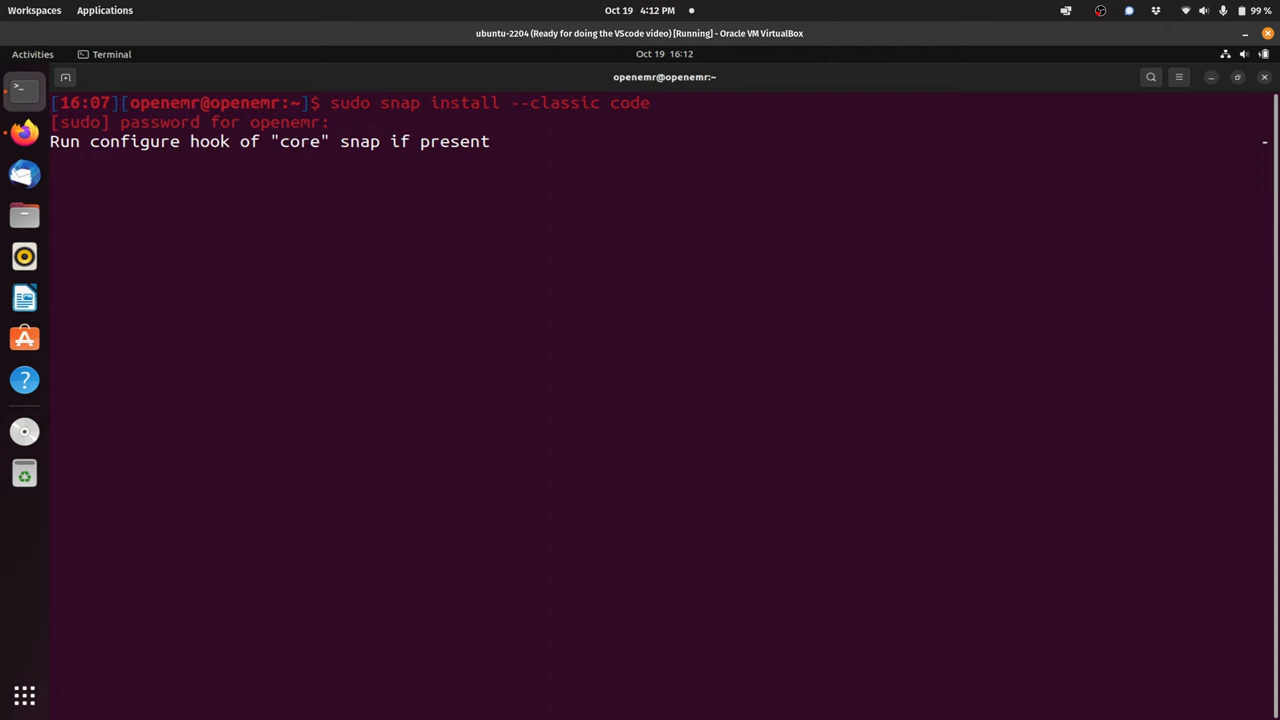 Workspaces Applications Oct 19 4:12 PM 99 %
ubuntu-2204 (Ready for doing the VScode video) [Running] - Oracle VM VirtualBox
Activities Terminal Oct 19 16:12
openemr@openemr:~
[16:07][openemr@openemr:~]$ sudo snap install --classic code
[sudo] password for openemr:
Run configure hook of "core" snap if present -